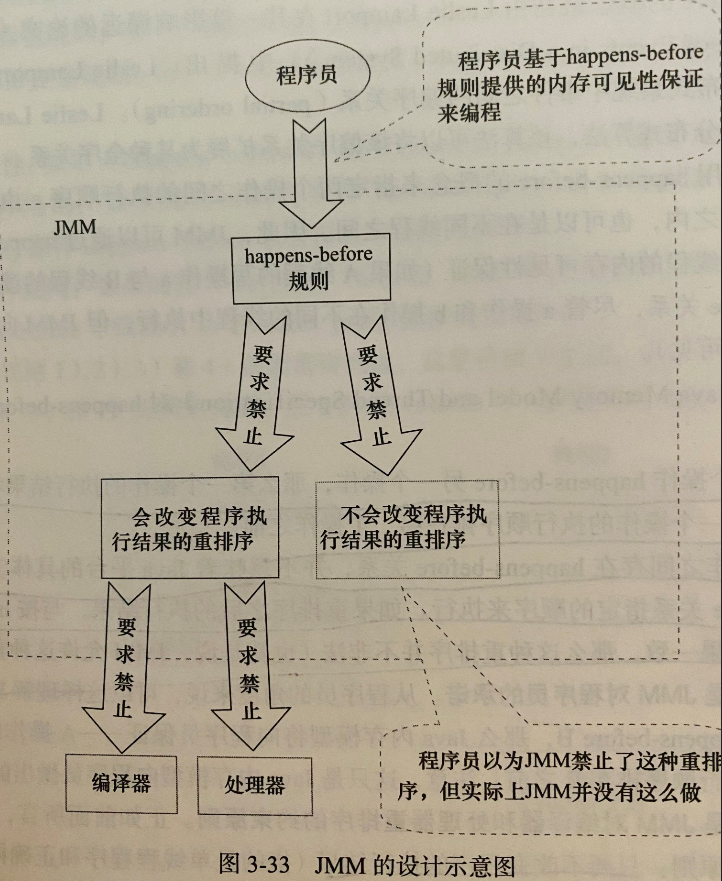 程序员
程序员基于happens-before
规则提供的内存可见性保证
来编程
JMM
happens-before
规则
要求禁止
要求禁止
会改变程序执
行结果的重排序
不会改变程序执
行结果的重排序
要求禁止
要求禁止
编译器
处理器
程序员以为JMM禁止了这种重排
序，但实际上JMM并没有这么做
图 3-33 JMM 的设计示意图